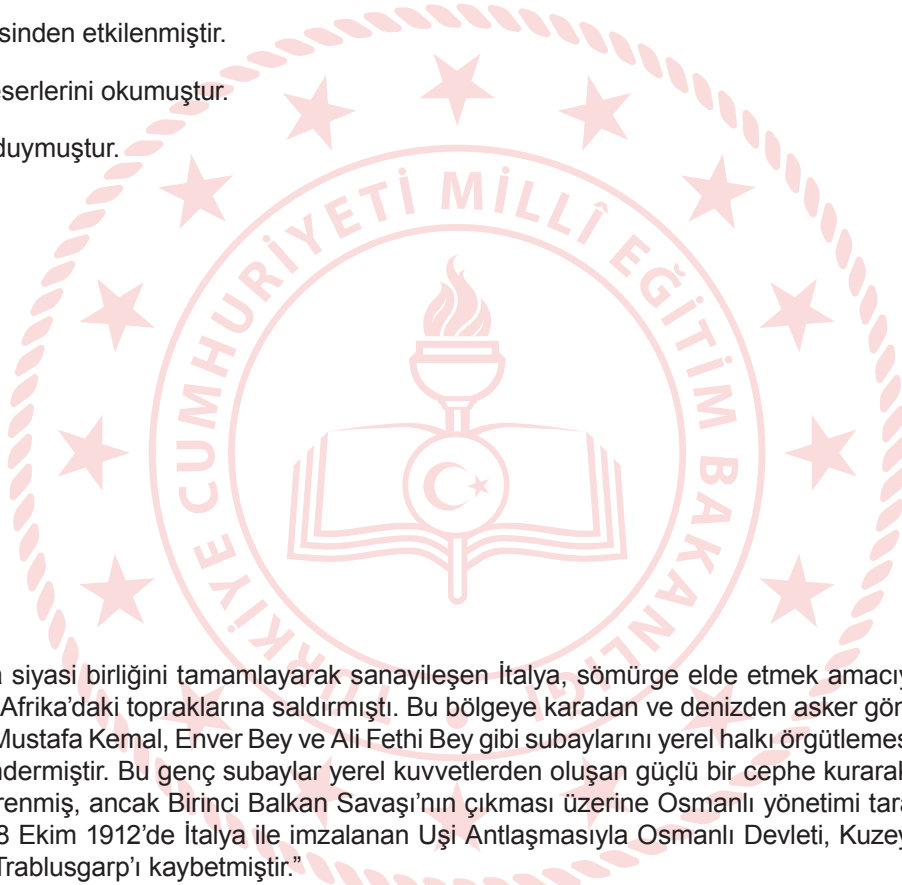 sinden etkilenmiştir.
serlerini okumuştur.
duymuştur.
TÜRKİYE CUMHURİYETİ MİLLÎ EĞİTİM BAKANLIĞI
siyasi birliğini tamamlayarak sanayileşen İtalya, sömürge elde etmek amacıy
Afrika’daki topraklarına saldırmıştı. Bu bölgeye karadan ve denizden asker gön
Mustafa Kemal, Enver Bey ve Ali Fethi Bey gibi subaylarını yerel halkı örgütlemes
ndermiştir. Bu genç subaylar yerel kuvvetlerden oluşan güçlü bir cephe kurarak
renmiş, ancak Birinci Balkan Savaşı’nın çıkması üzerine Osmanlı yönetimi tara
8 Ekim 1912’de İtalya ile imzalanan Uşi Antlaşmasıyla Osmanlı Devleti, Kuzey
Trablusgarp’ı kaybetmiştir.”